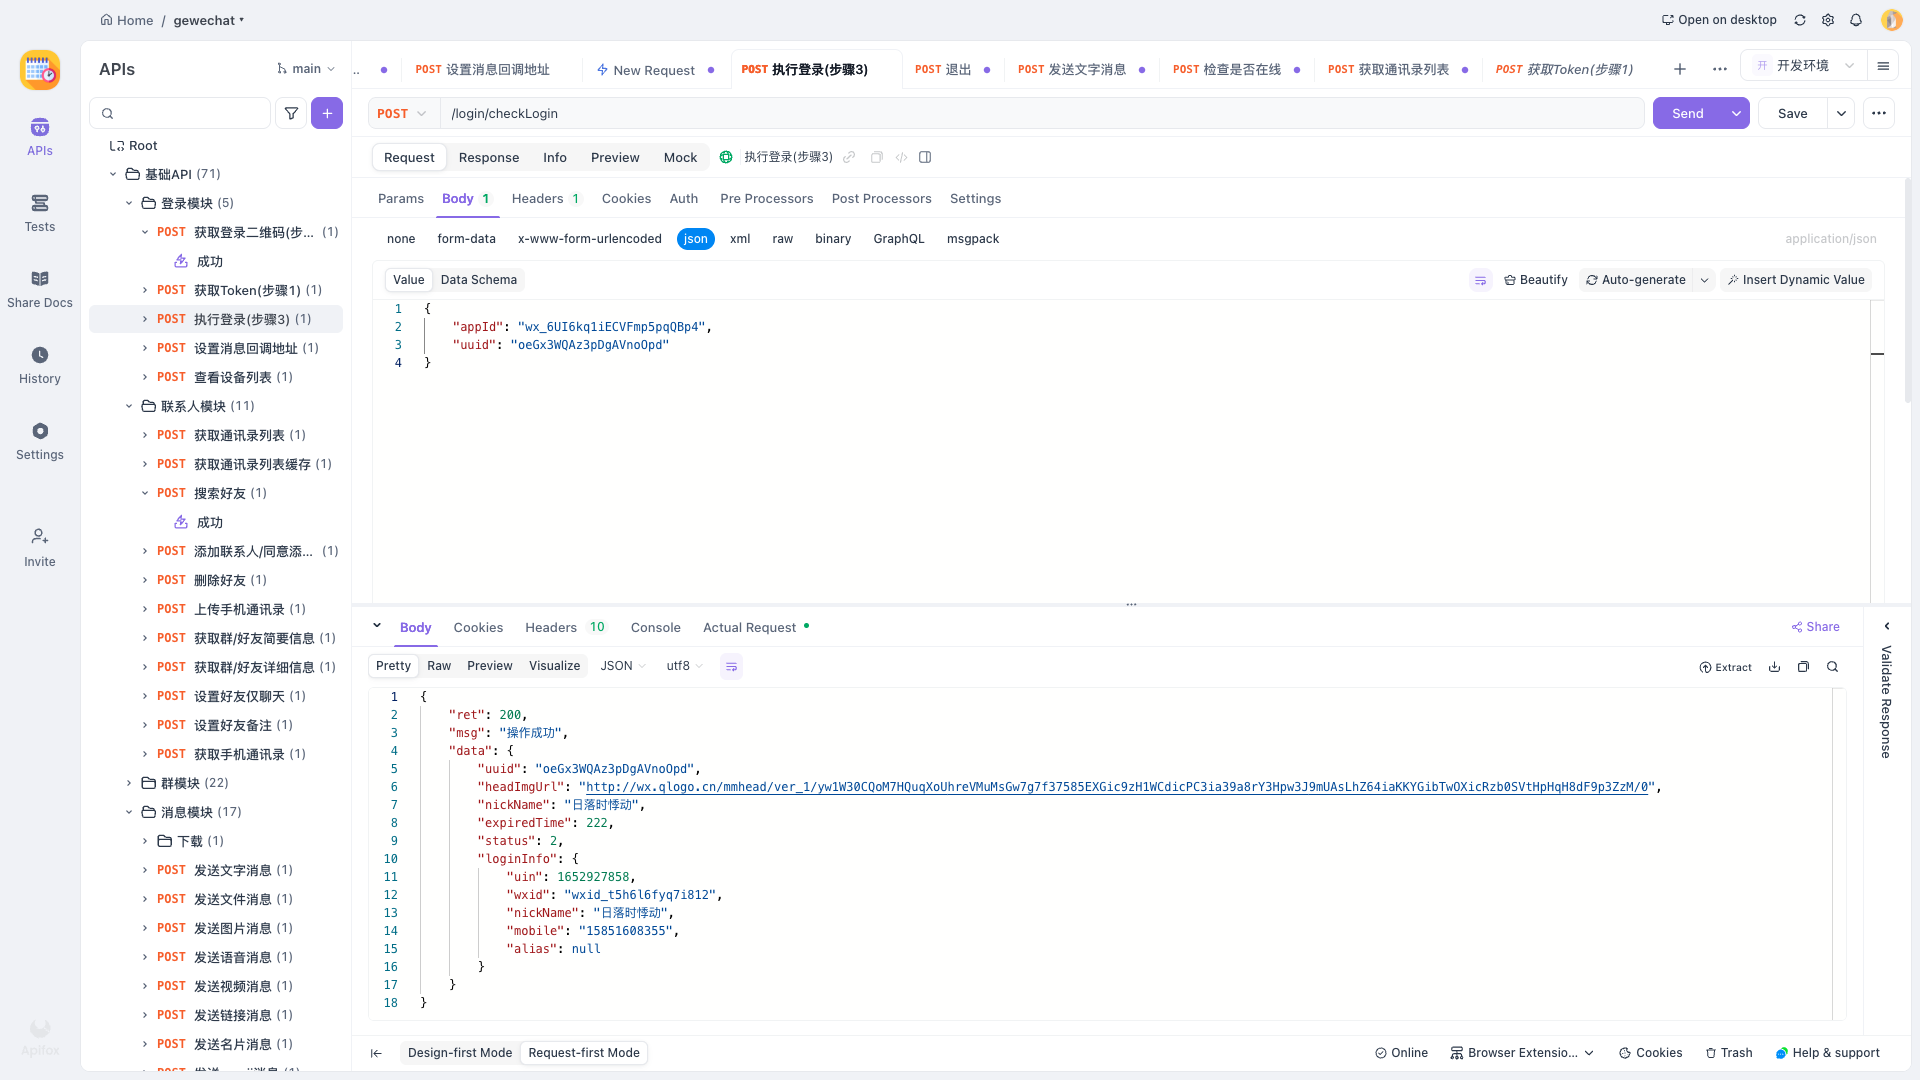 Home / gewechat
Open on desktop
APIs
main
POST 设置消息回调地址
New Request
POST 执行登录(步骤3)
POST 退出
POST 发送文字消息
POST 检查是否在线
POST 获取通讯录列表
POST 获取Token(步骤1)
开 开发环境
POST /login/checkLogin
Send
Save
Request Response Info Preview Mock 执行登录(步骤3)
Params Body 1 Headers 1 Cookies Auth Pre Processors Post Processors Settings
none form-data x-www-form-urlencoded json xml raw binary GraphQL msgpack application/json
Value Data Schema Beautify Auto-generate Insert Dynamic Value
1 {
2 "appId": "wx_6UI6kq1iECVFmp5pqQBp4",
3 "uuid": "oeGx3WQAz3pDgAVnoOpd"
4 }
APIs
Tests
Share Docs
History
Settings
Invite
Apifox
Root
基础API (71)
登录模块 (5)
POST 获取登录二维码(步... (1)
成功
POST 获取Token(步骤1) (1)
POST 执行登录(步骤3) (1)
POST 设置消息回调地址 (1)
POST 查看设备列表 (1)
联系人模块 (11)
POST 获取通讯录列表 (1)
POST 获取通讯录列表缓存 (1)
POST 搜索好友 (1)
成功
POST 添加联系人/同意添... (1)
POST 删除好友 (1)
POST 上传手机通讯录 (1)
POST 获取群/好友简要信息 (1)
POST 获取群/好友详细信息 (1)
POST 设置好友仅聊天 (1)
POST 设置好友备注 (1)
POST 获取手机通讯录 (1)
群模块 (22)
消息模块 (17)
下载 (1)
POST 发送文字消息 (1)
POST 发送文件消息 (1)
POST 发送图片消息 (1)
POST 发送语音消息 (1)
POST 发送视频消息 (1)
POST 发送链接消息 (1)
POST 发送名片消息 (1)
Body Cookies Headers 10 Console Actual Request
Share
Pretty Raw Preview Visualize JSON utf8
Extract
Validate Response
1 {
2 "ret": 200,
3 "msg": "操作成功",
4 "data": {
5 "uuid": "oeGx3WQAz3pDgAVnoOpd",
6 "headImgUrl": "http://wx.qlogo.cn/mmhead/ver_1/yw1W30CQoM7HQuqXoUhreVMuMsGw7g7f37585EXGic9zH1WCdicPC3ia39a8rY3Hpw3J9mUAsLhZ64iaKKYGibTwOXicRzb0SVtHpHqH8dF9p3ZzM/0",
7 "nickName": "日落时悸动",
8 "expiredTime": 222,
9 "status": 2,
10 "loginInfo": {
11 "uin": 1652927858,
12 "wxid": "wxid_t5h6l6fyq7i812",
13 "nickName": "日落时悸动",
14 "mobile": "15851608355",
15 "alias": null
16 }
17 }
18 }
Design-first Mode Request-first Mode
Online Browser Extensio... Cookies Trash Help & support